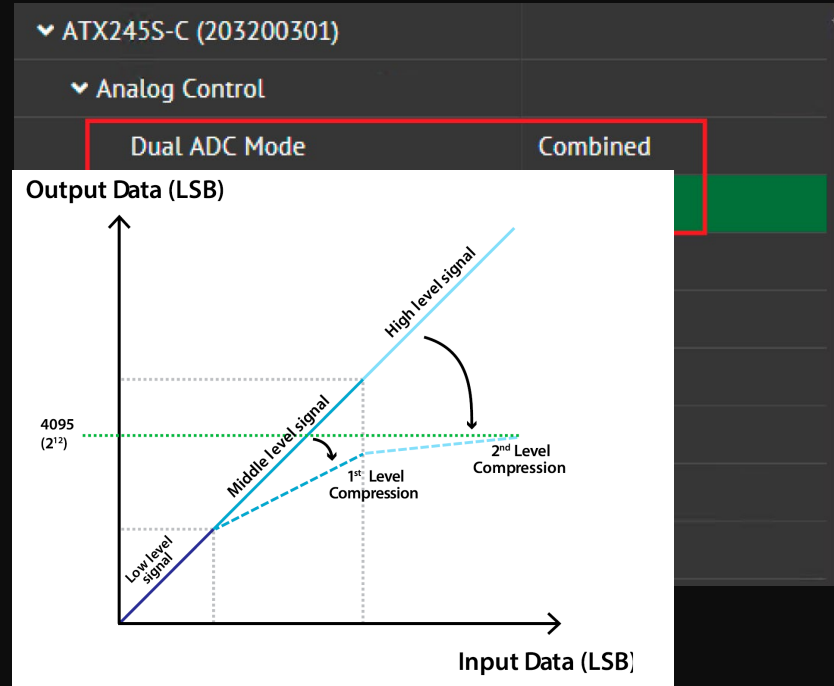 ATX245S-C (203200301)
Analog Control
Dual ADC Mode Combined
Output Data (LSB)
High level signal
4095
(2¹²)
Middle level signal
1st Level
Compression
2nd Level
Compression
Low level
signal
Input Data (LSB)